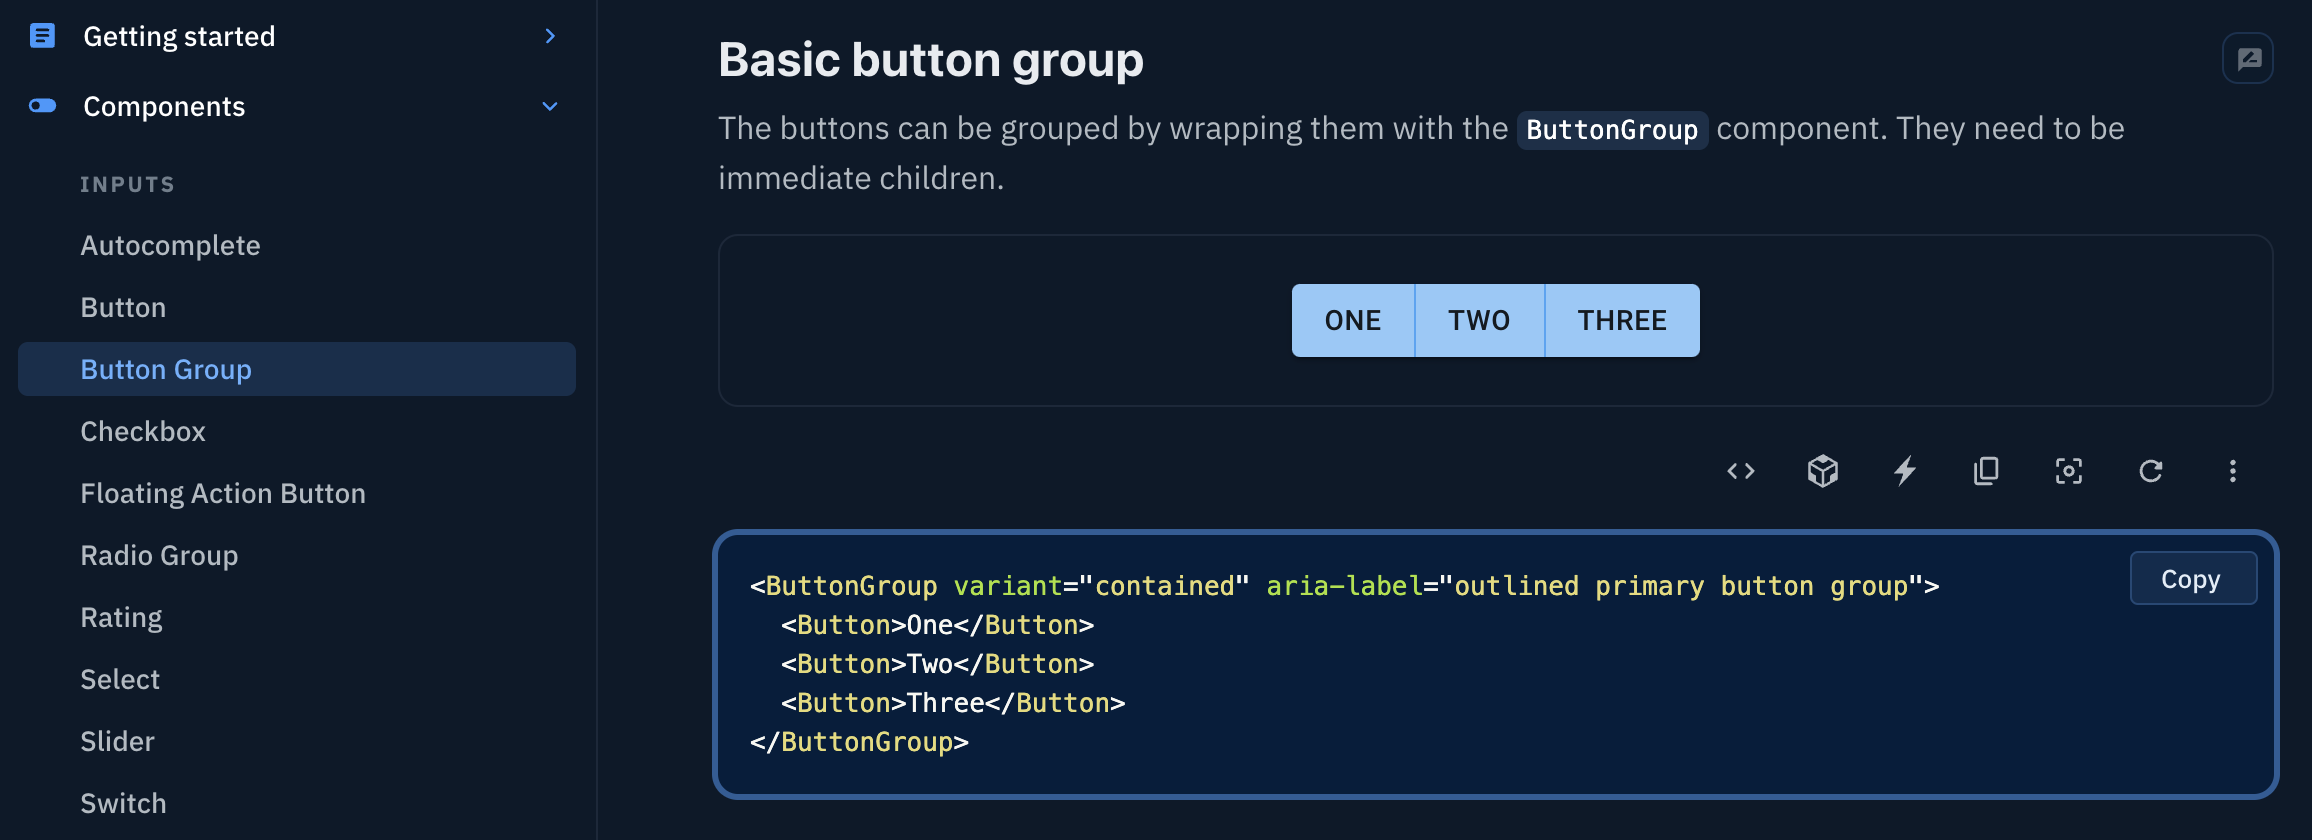 Getting started
Components
INPUTS
Autocomplete
Button
Button Group
Checkbox
Floating Action Button
Radio Group
Rating
Select
Slider
Switch
Basic button group
The buttons can be grouped by wrapping them with the ButtonGroup component. They need to be
immediate children.
ONE TWO THREE
Copy
<ButtonGroup variant="contained" aria-label="outlined primary button group">
  <Button>One</Button>
  <Button>Two</Button>
  <Button>Three</Button>
</ButtonGroup>